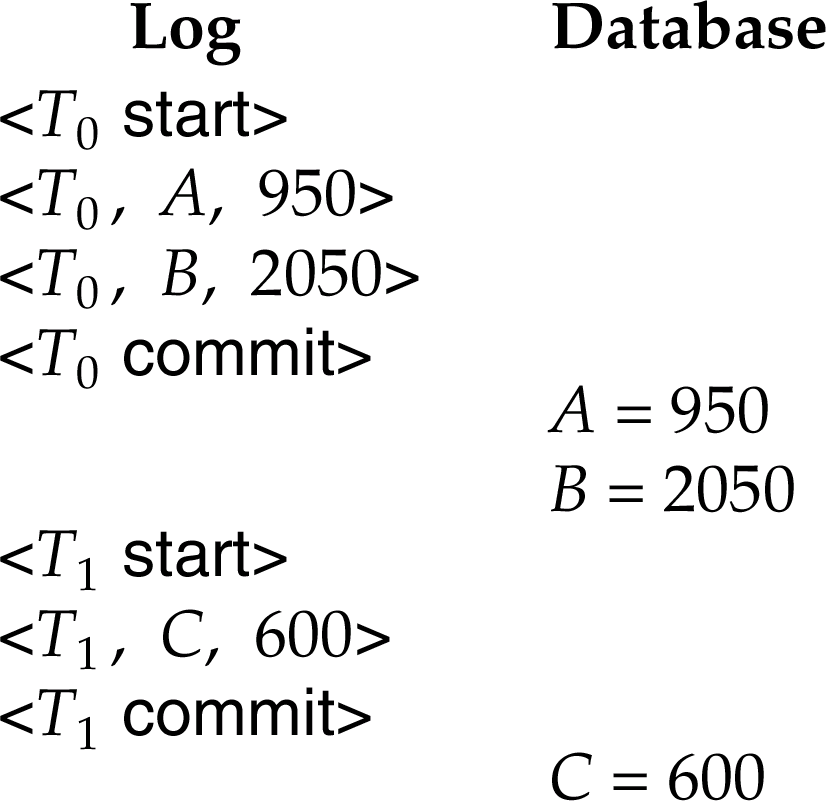 Log Database
<T0 start>
<T0, A, 950>
<T0, B, 2050>
<T0 commit>
A = 950
B = 2050
<T1 start>
<T1, C, 600>
<T1 commit>
C = 600